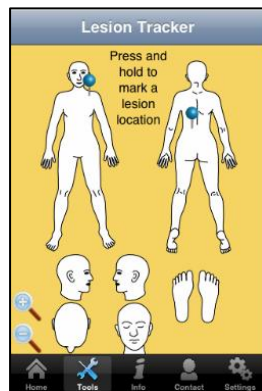 Lesion Tracker
Press and
hold to
mark a
lesion
location
Home
Tools
Info
Contact
Settings